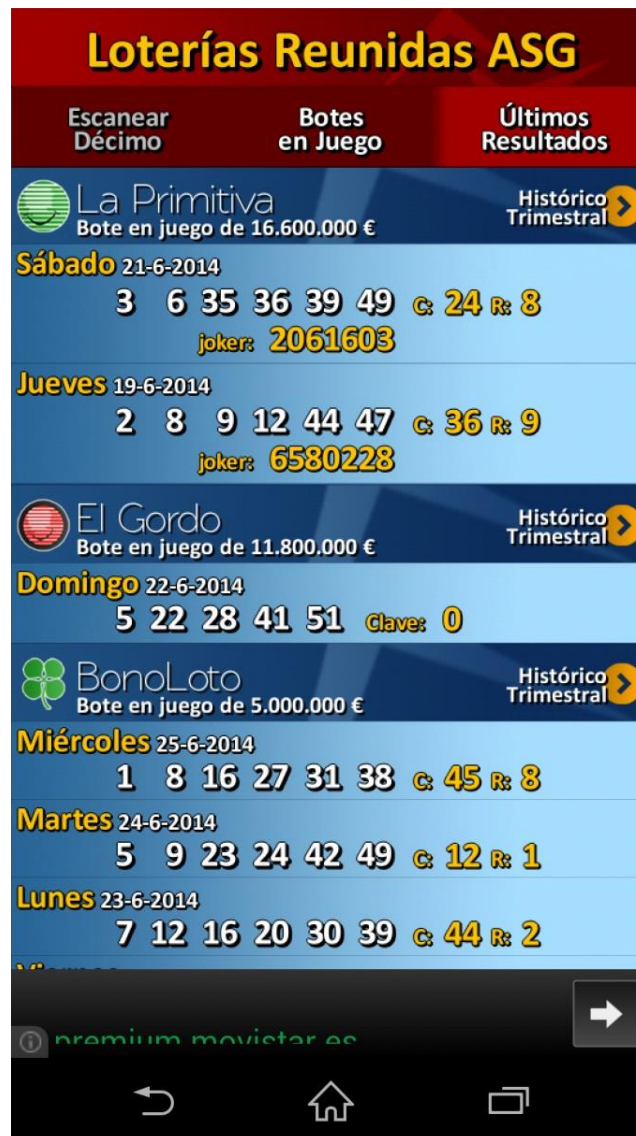 Loterías Reunidas ASG
Escanear Décimo
Botes en Juego
Últimos Resultados
La Primitiva
Bote en juego de 16.600.000 €
Histórico Trimestral
Sábado 21-6-2014
3 6 35 36 39 49 C: 24 R: 8
joker: 2061603
Jueves 19-6-2014
2 8 9 12 44 47 C: 36 R: 9
joker: 6580228
El Gordo
Bote en juego de 11.800.000 €
Histórico Trimestral
Domingo 22-6-2014
5 22 28 41 51 Clave: 0
BonoLoto
Bote en juego de 5.000.000 €
Histórico Trimestral
Miércoles 25-6-2014
1 8 16 27 31 38 C: 45 R: 8
Martes 24-6-2014
5 9 23 24 42 49 C: 12 R: 1
Lunes 23-6-2014
7 12 16 20 30 39 C: 44 R: 2
premium.movistar.es